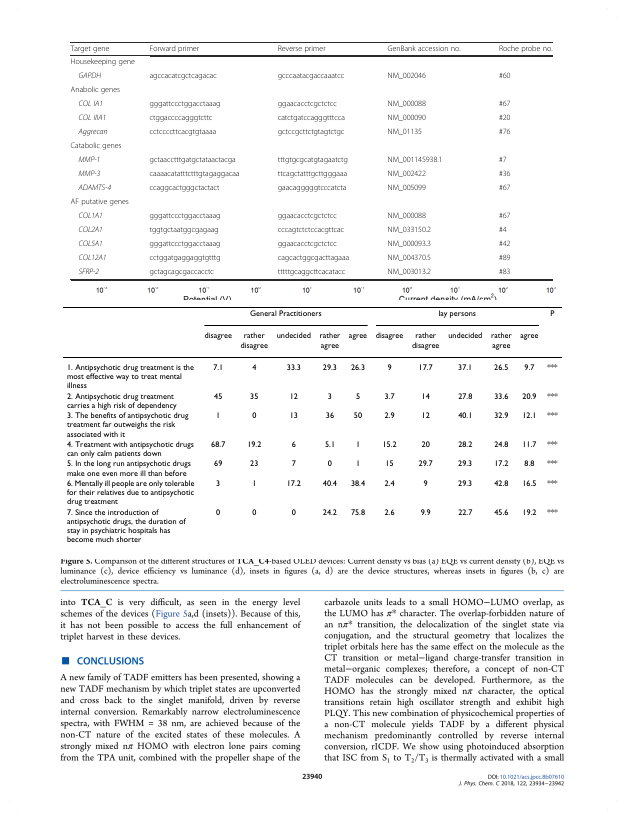 Target gene Forward primer Reverse primer GenBank accession no. Roche probe no.
Housekeeping gene
GAPDH agccacatcgctcagacac gcccaatacgaccaaatcc NM_002046 #60
Anabolic genes
COL IA1 gggattccctggacctaaag ggaacacctcgctctcc NM_000088 #67
COL IIIA1 ctggaccccagggtcttc catctgatccagggtttcca NM_000090 #20
Aggrecan cctccccttcacgtgtaaaa gctccgcttctgtagtctgc NM_01135 #76
Catabolic genes
MMP-1 gctaacctttgatgctataactacga tttgtgcgcatgtagaatctg NM_001145938.1 #7
MMP-3 caaaacatatttctttgtagaggacaa ttcagctatttgcttgggaaa NM_002422 #36
ADAMTS-4 ccaggcactgggctactact gaacagggggtcccatcta NM_005099 #67
AF putative genes
COL1A1 gggattccctggacctaaag ggaacacctcgctctcc NM_000088 #67
COL2A1 tggtgctaatggcgagaag cccagtctctccacgttcac NM_033150.2 #4
COL5A1 gggattccctggacctaaag ggaacacctcgctctcc NM_000093.3 #42
COL12A1 cctggatgaggaggtgtttg cagcactggcgacttagaaa NM_004370.5 #89
SFRP-2 gctagcagcgaccacctc tttttgcaggcttcacatacc NM_003013.2 #83
Potential (V) Current density (mA/cm²)
General Practitioners lay persons P
disagree rather disagree undecided rather agree agree disagree rather disagree undecided rather agree agree
1. Antipsychotic drug treatment is the 7.1 4 33.3 29.3 26.3 9 17.7 37.1 26.5 9.7 ***
most effective way to treat mental
illness
2. Antipsychotic drug treatment 45 35 12 3 5 3.7 14 27.8 33.6 20.9 ***
carries a high risk of dependency
3. The benefits of antipsychotic drug 1 0 13 36 50 2.9 12 40.1 32.9 12.1 ***
treatment far outweighs the risk
associated with it
4. Treatment with antipsychotic drugs 68.7 19.2 6 5.1 1 15.2 20 28.2 24.8 11.7 ***
can only calm patients down
5. In the long run antipsychotic drugs 69 23 7 0 1 15 29.7 29.3 17.2 8.8 ***
make one even more ill than before
6. Mentally ill people are only tolerable 3 1 17.2 40.4 38.4 2.4 9 29.3 42.8 16.5 ***
for their relatives due to antipsychotic
drug treatment
7. Since the introduction of 0 0 0 24.2 75.8 2.6 9.9 22.7 45.6 19.2 ***
antipsychotic drugs, the duration of
stay in psychiatric hospitals has
become much shorter
Figure 5. Comparison of the different structures of TCA_C4-based OLED devices: Current density vs bias (a) EQE vs current density (b), EQE vs
luminance (c), device efficiency vs luminance (d), insets in figures (a, d) are the device structures, whereas insets in figures (b, c) are
electroluminescence spectra.
into TCA_C is very difficult, as seen in the energy level
schemes of the devices (Figure 5a,d (insets)). Because of this,
it has not been possible to access the full enhancement of
triplet harvest in these devices.
■ CONCLUSIONS
A new family of TADF emitters has been presented, showing a
new TADF mechanism by which triplet states are upconverted
and cross back to the singlet manifold, driven by reverse
internal conversion. Remarkably narrow electroluminescence
spectra, with FWHM = 38 nm, are achieved because of the
non-CT nature of the excited states of these molecules. A
strongly mixed nπ HOMO with electron lone pairs coming
from the TPA unit, combined with the propeller shape of the
carbazole units leads to a small HOMO−LUMO overlap, as
the LUMO has π* character. The overlap-forbidden nature of
an nπ* transition, the delocalization of the singlet state via
conjugation, and the structural geometry that localizes the
triplet orbitals here has the same effect on the molecule as the
CT transition or metal−ligand charge-transfer transition in
metal−organic complexes; therefore, a concept of non-CT
TADF molecules can be developed. Furthermore, as the
HOMO has the strongly mixed nπ character, the optical
transitions retain high oscillator strength and exhibit high
PLQY. This new combination of physicochemical properties of
a non-CT molecule yields TADF by a different physical
mechanism predominantly controlled by reverse internal
conversion, rICDF. We show using photoinduced absorption
that ISC from S₁ to T₂/T₃ is thermally activated with a small
23940
DOI: 10.1021/acs.jpcc.8b07610
J. Phys. Chem. C 2018, 122, 23934−23942